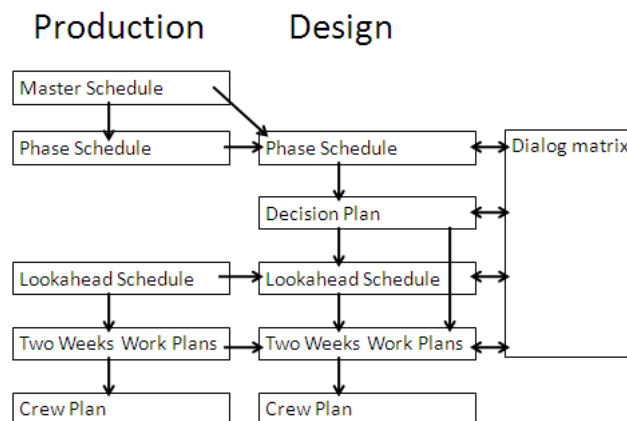 Production Design
Master Schedule
Phase Schedule Phase Schedule Dialog matrix
Decision Plan
Lookahead Schedule Lookahead Schedule
Two Weeks Work Plans Two Weeks Work Plans
Crew Plan Crew Plan